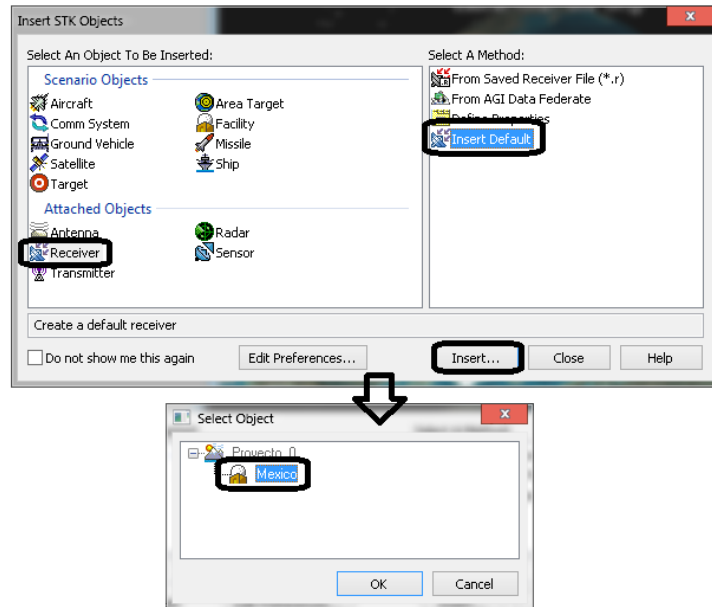 Insert STK Objects
Select An Object To Be Inserted:
Select A Method:
Scenario Objects
Aircraft
Area Target
Comm System
Facility
Ground Vehicle
Missile
Satellite
Ship
Target
Attached Objects
Antenna
Radar
Receiver
Sensor
Transmitter
From Saved Receiver File (*.r)
From AGI Data Federate
Define Properties
Insert Default
Create a default receiver
Do not show me this again
Edit Preferences...
Insert...
Close
Help
Select Object
Proyecto_0
Mexico
OK
Cancel